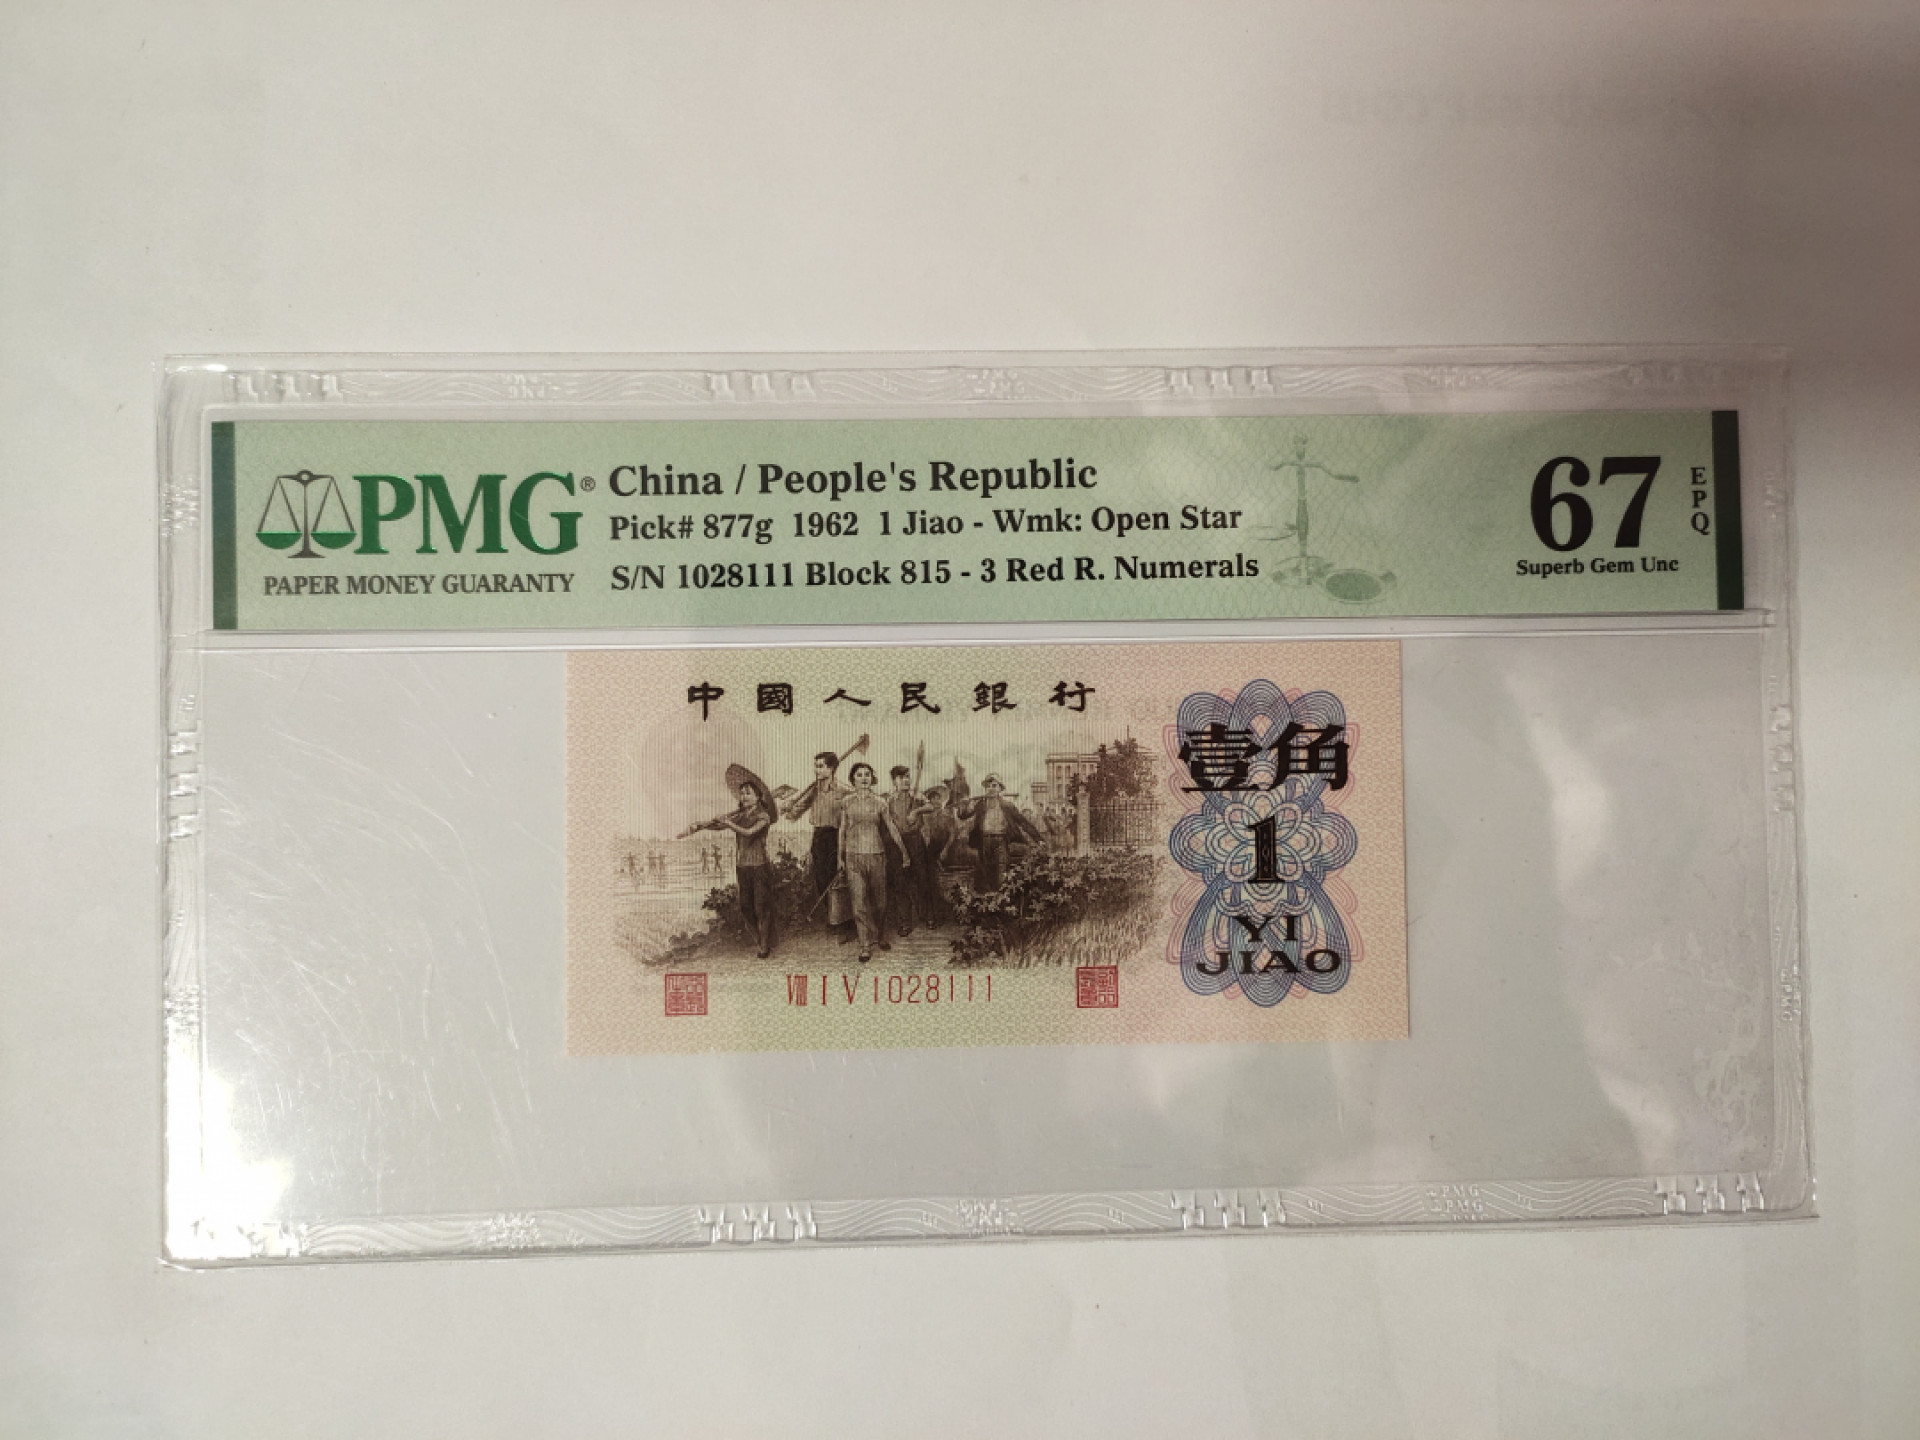 PMG®
PAPER MONEY GUARANTY
China / People's Republic
Pick# 877g 1962 1 Jiao - Wmk: Open Star
S/N 1028111 Block 815 - 3 Red R. Numerals
67
EPQ
Superb Gem Unc
中國人民銀行
壹角
1
YI
JIAO
VIII I V 1028111